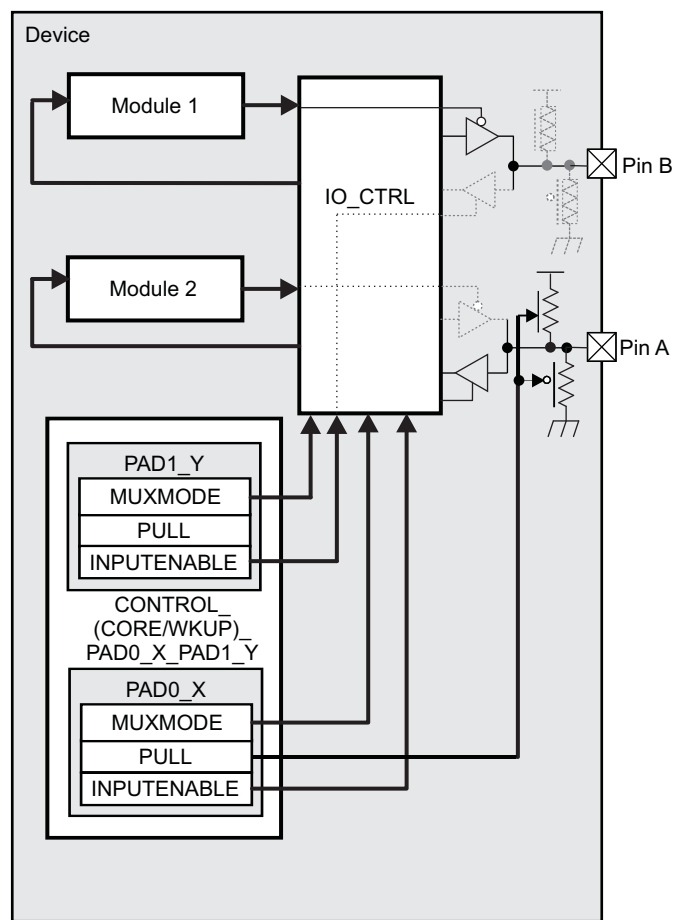 Device
Module 1
IO_CTRL
Pin B
Module 2
Pin A
PAD1_Y
MUXMODE
PULL
INPUTENABLE
CONTROL_
(CORE/WKUP)_
PAD0_X_PAD1_Y
PAD0_X
MUXMODE
PULL
INPUTENABLE